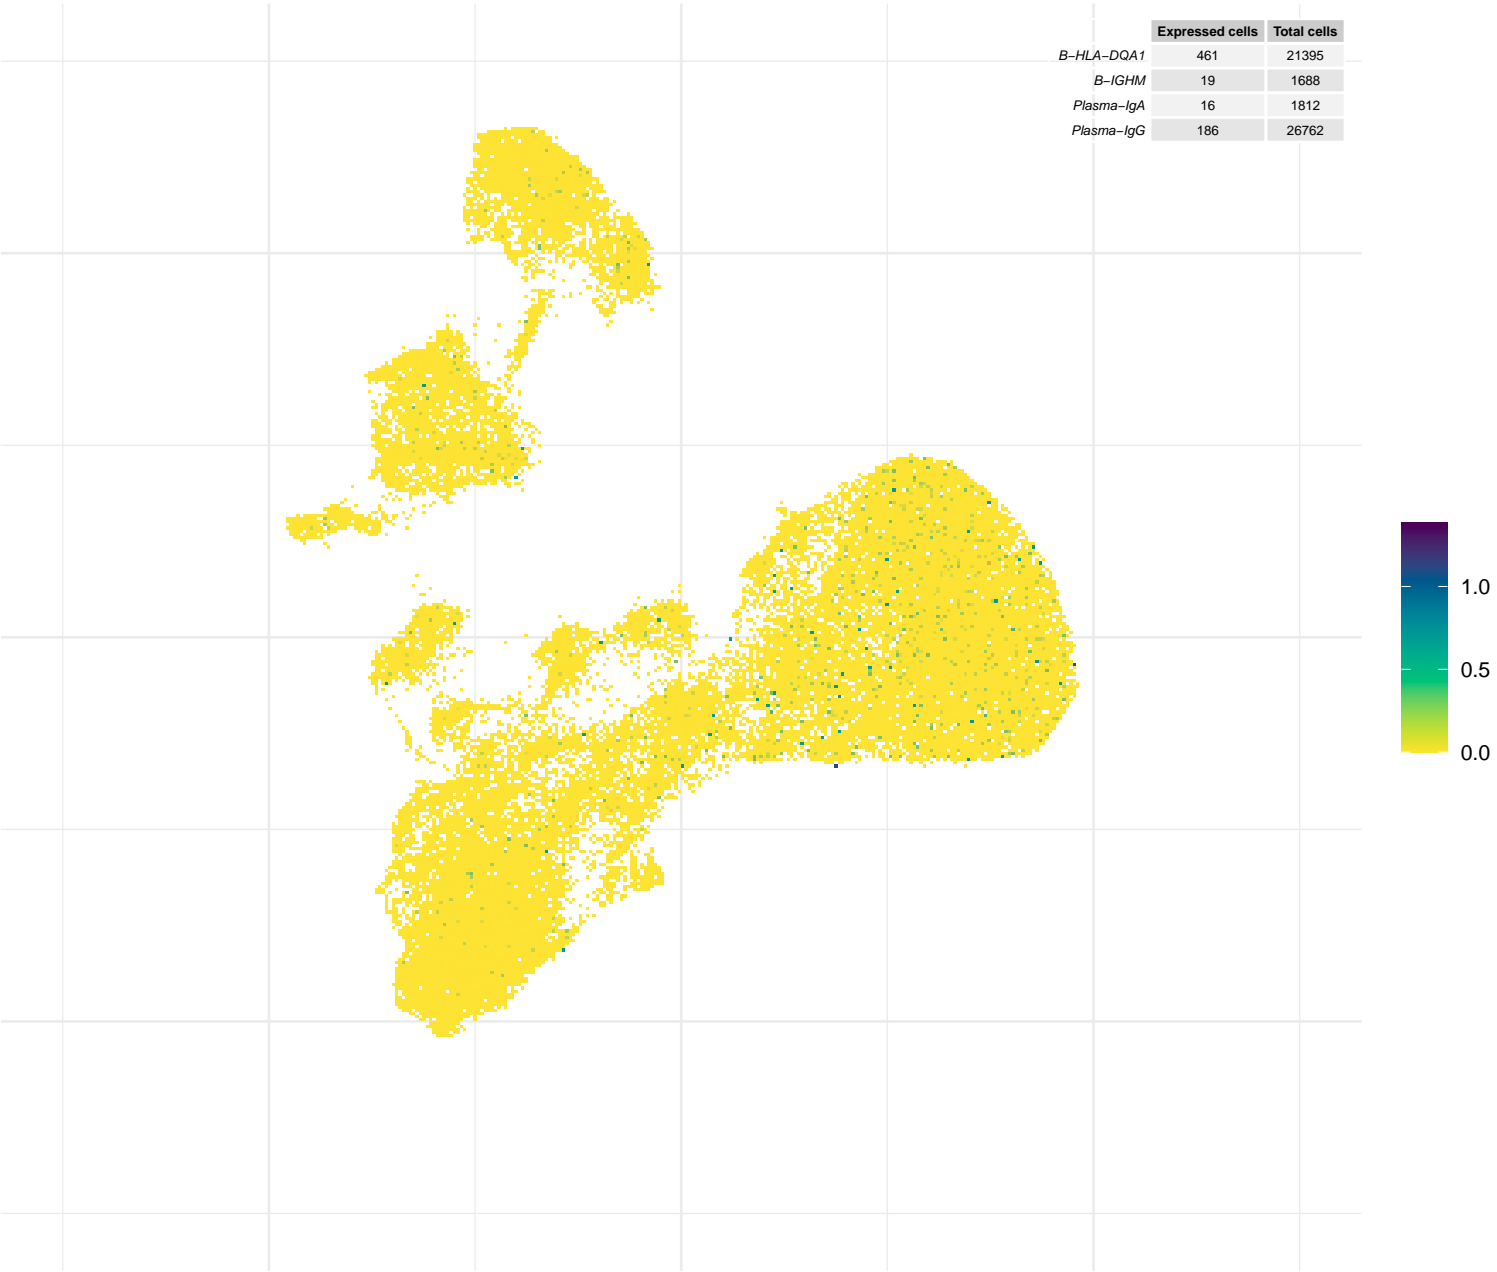 Expressed cells Total cells
B−HLA−DQA1 461 21395
B−IGHM 19 1688
Plasma−IgA 16 1812
Plasma−IgG 186 26762
1.0
0.5
0.0